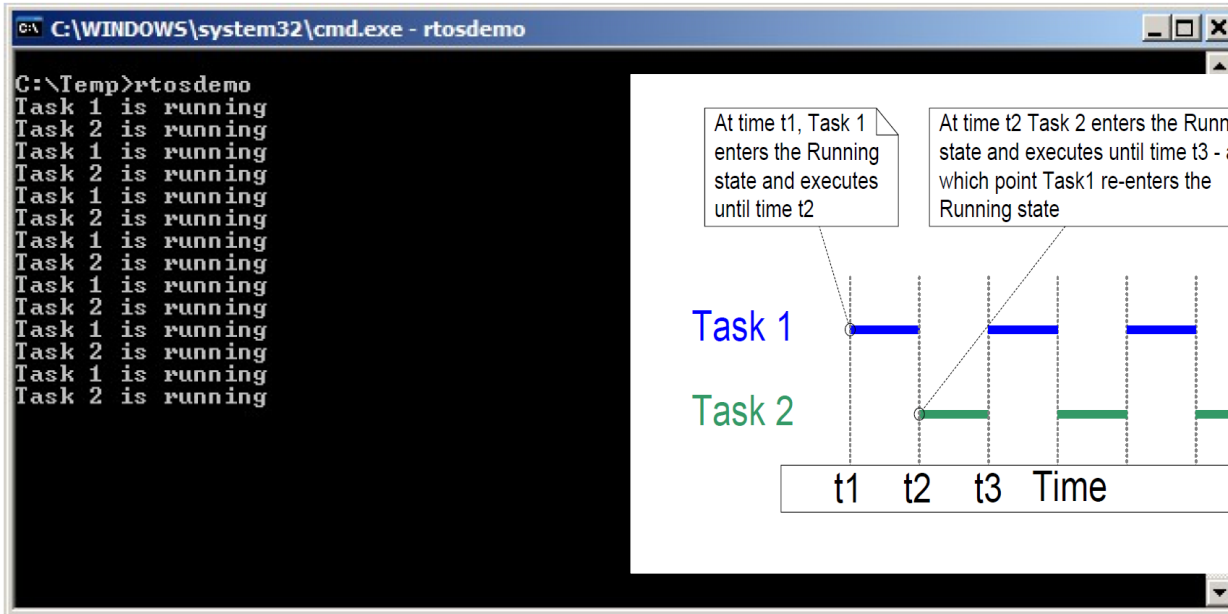 C:\WINDOWS\system32\cmd.exe - rtosdemo
C:\Temp>rtosdemo
Task 1 is running
Task 2 is running
Task 1 is running
Task 2 is running
Task 1 is running
Task 2 is running
Task 1 is running
Task 2 is running
Task 1 is running
Task 2 is running
Task 1 is running
Task 2 is running
Task 1 is running
Task 2 is running
At time t1, Task 1
enters the Running
state and executes
until time t2
At time t2 Task 2 enters the
state and executes until time t3 -
which point Task1 re-enters the
Running state
Task 1
Task 2
t1 t2 t3 Time